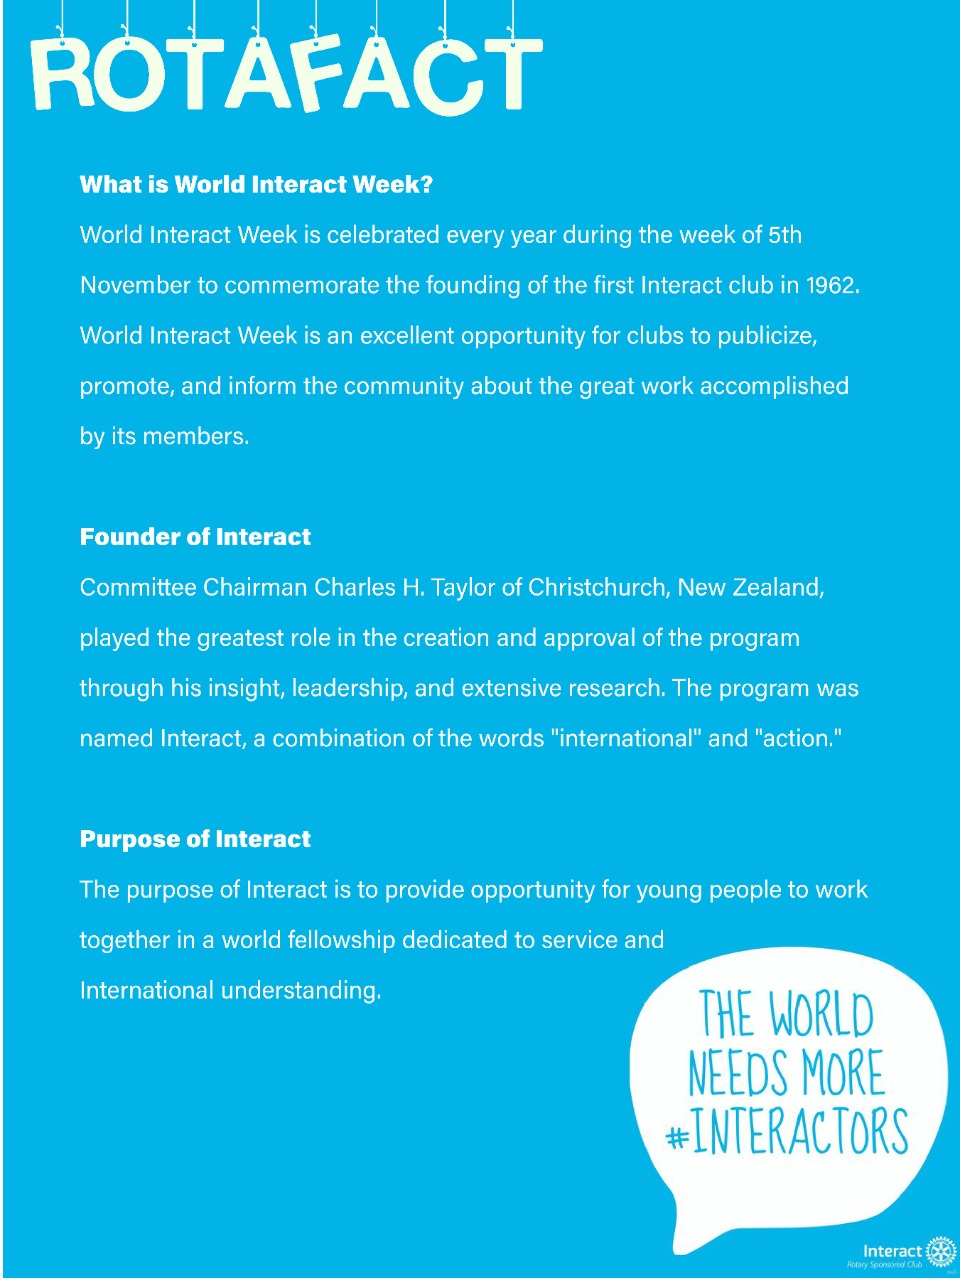 ROTAFACT
What is World Interact Week?
World Interact Week is celebrated every year during the week of 5th
November to commemorate the founding of the first Interact club in 1962.
World Interact Week is an excellent opportunity for clubs to publicize,
promote, and inform the community about the great work accomplished
by its members.
Founder of Interact
Committee Chairman Charles H. Taylor of Christchurch, New Zealand,
played the greatest role in the creation and approval of the program
through his insight, leadership, and extensive research. The program was
named Interact, a combination of the words "international" and "action."
Purpose of Interact
The purpose of Interact is to provide opportunity for young people to work
together in a world fellowship dedicated to service and
International understanding.
THE WORLD
NEEDS MORE
#INTERACTORS
Interact
Rotary Sponsored Club